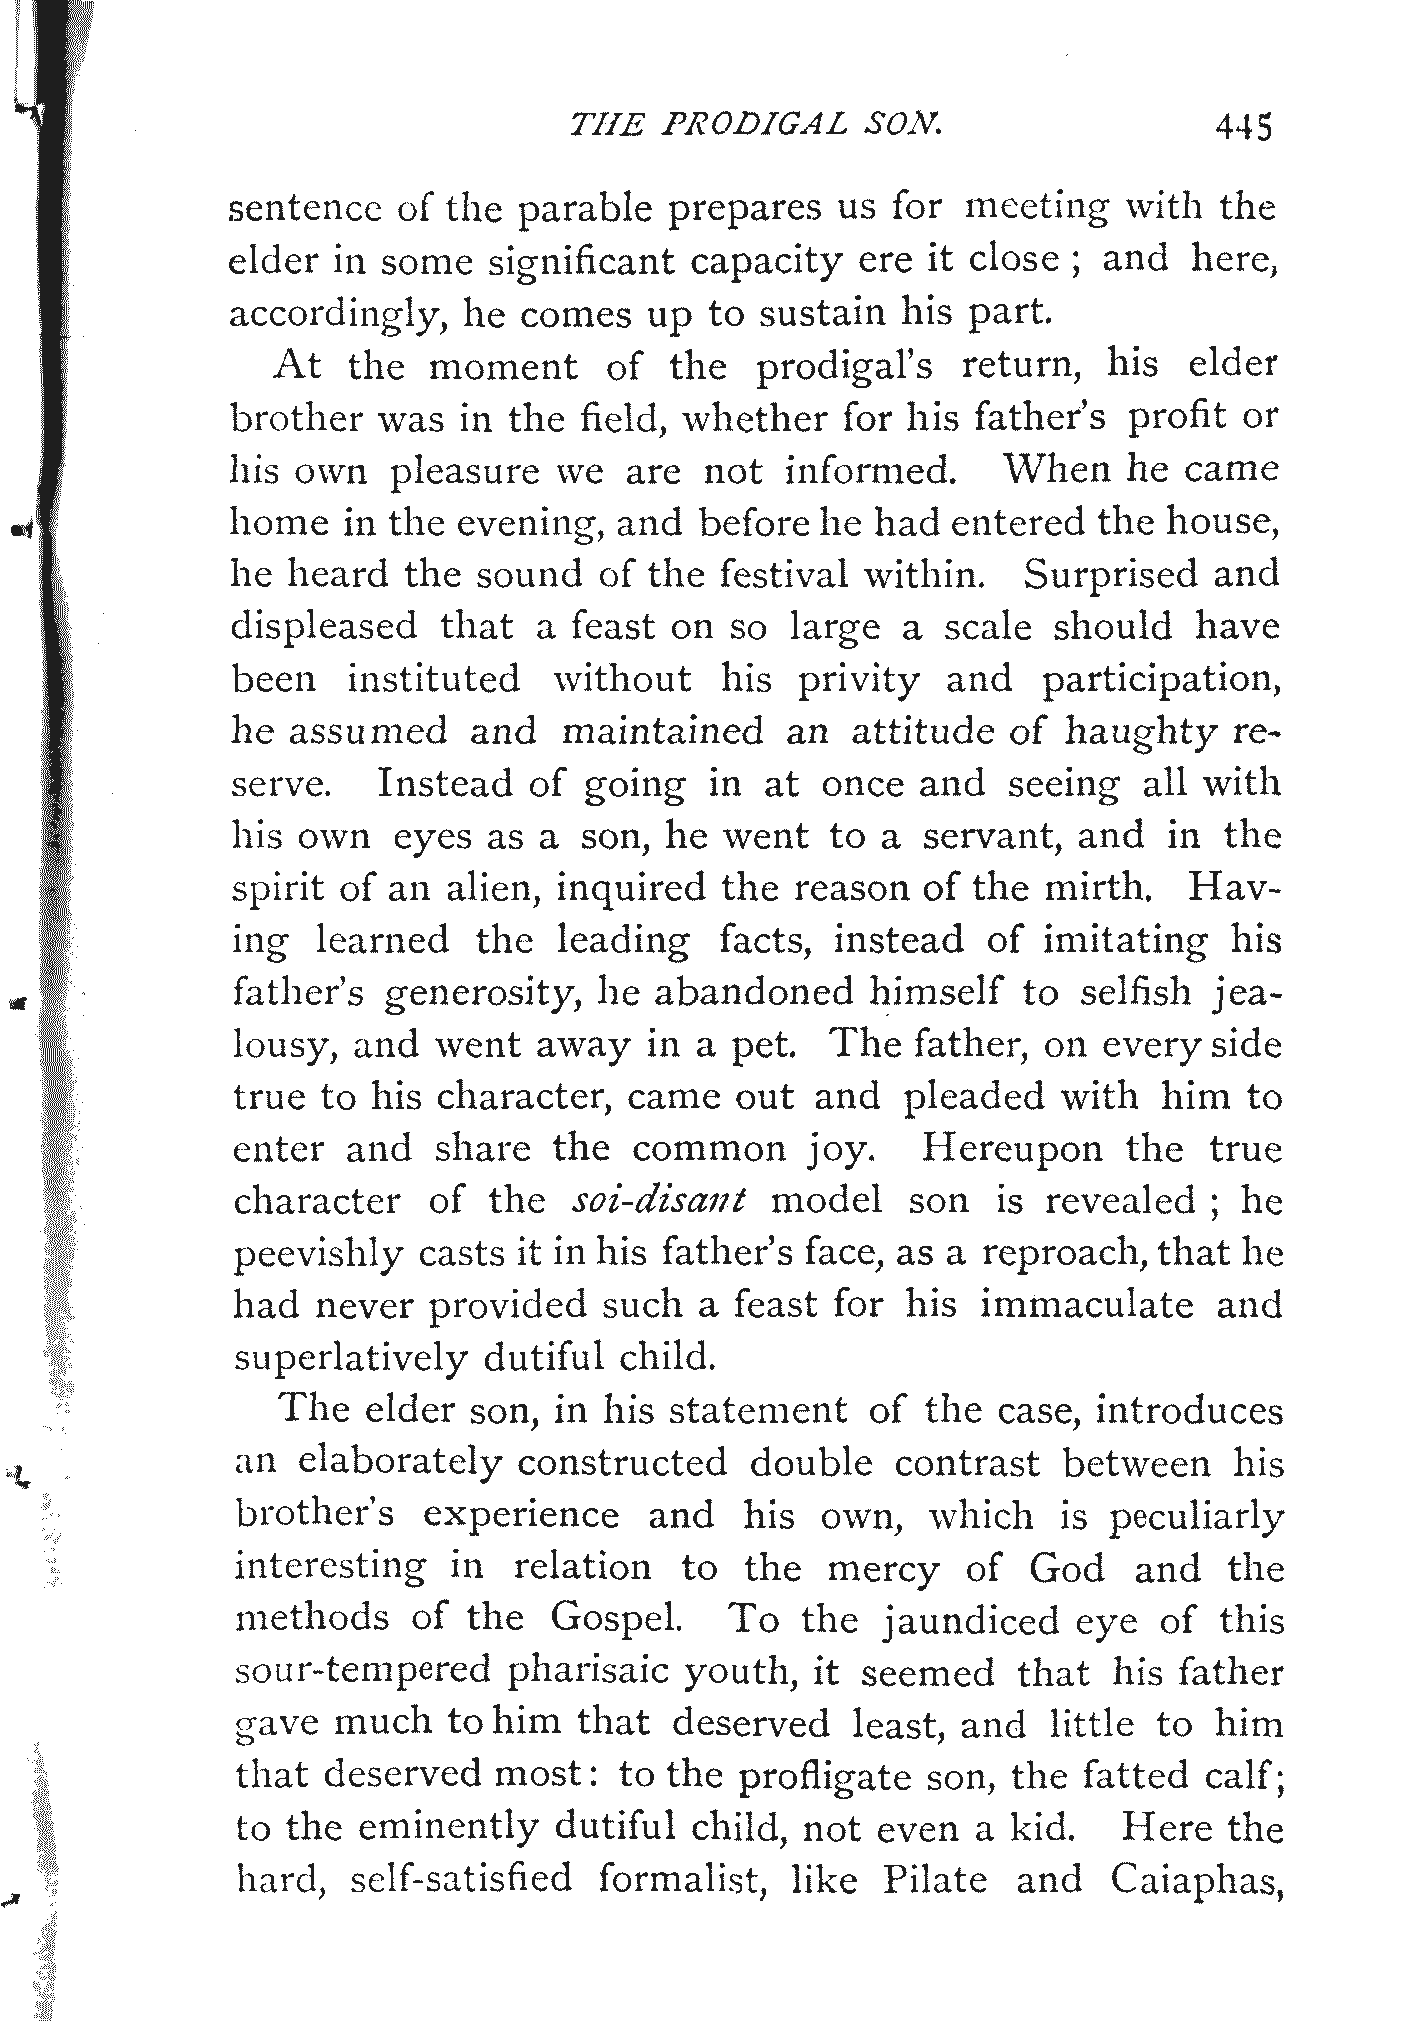 THE PRODIGAL SON. 445
sentence of the parable prepares us for meeting with the
elder in some significant capacity ere it close ; and here,
accordingly, he comes up to sustain his part.
At the moment of the prodigal's return, his elder
brother was in the field, whether for his father's profit or
his own pleasure we are not informed. When he came
home in the evening, and before he had entered the house,
he heard the sound of the festival within. Surprised and
displeased that a feast on so large a scale should have
been instituted without his privity and participation,
he assumed and maintained an attitude of haughty re-
serve. Instead of going in at once and seeing all with
his own eyes as a son, he went to a servant, and in the
spirit of an alien, inquired the reason of the mirth. Hav-
ing learned the leading facts, instead of imitating his
father's generosity, he abandoned himself to selfish jea-
lousy, and went away in a pet. The father, on every side
true to his character, came out and pleaded with him to
enter and share the common joy. Hereupon the true
character of the soi-disant model son is revealed ; he
peevishly casts it in his father's face, as a reproach, that he
had never provided such a feast for his immaculate and
superlatively dutiful child.
The elder son, in his statement of the case, introduces
an elaborately constructed double contrast between his
brother's experience and his own, which is peculiarly
interesting in relation to the mercy of God and the
methods of the Gospel. To the jaundiced eye of this
sour-tempered pharisaic youth, it seemed that his father
gave much to him that deserved least, and little to him
that deserved most: to the profligate son, the fatted calf;
to the eminently dutiful child, not even a kid. Here the
hard, self-satisfied formalist, like Pilate and Caiaphas,